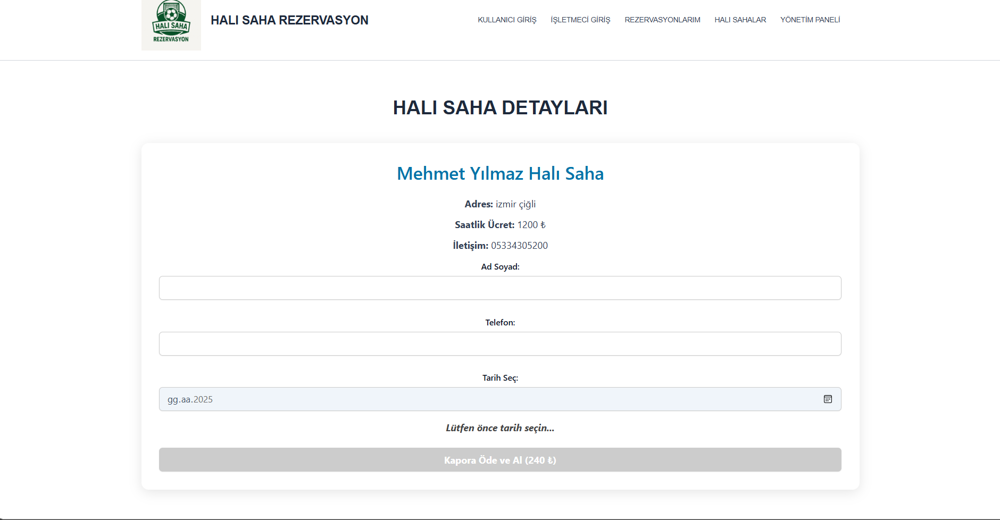 HALI SAHA
REZERVASYON
HALI SAHA REZERVASYON
KULLANICI GİRİŞ
İŞLETMECİ GİRİŞ
REZERVASYONLARIM
HALI SAHALAR
YÖNETİM PANELİ
HALI SAHA DETAYLARI
Mehmet Yılmaz Halı Saha
Adres: izmir çiğli
Saatlik Ücret: 1200 ₺
İletişim: 05334305200
Ad Soyad:
Telefon:
Tarih Seç:
gg.aa.2025
Lütfen önce tarih seçin...
Kapora Öde ve Al (240 ₺)